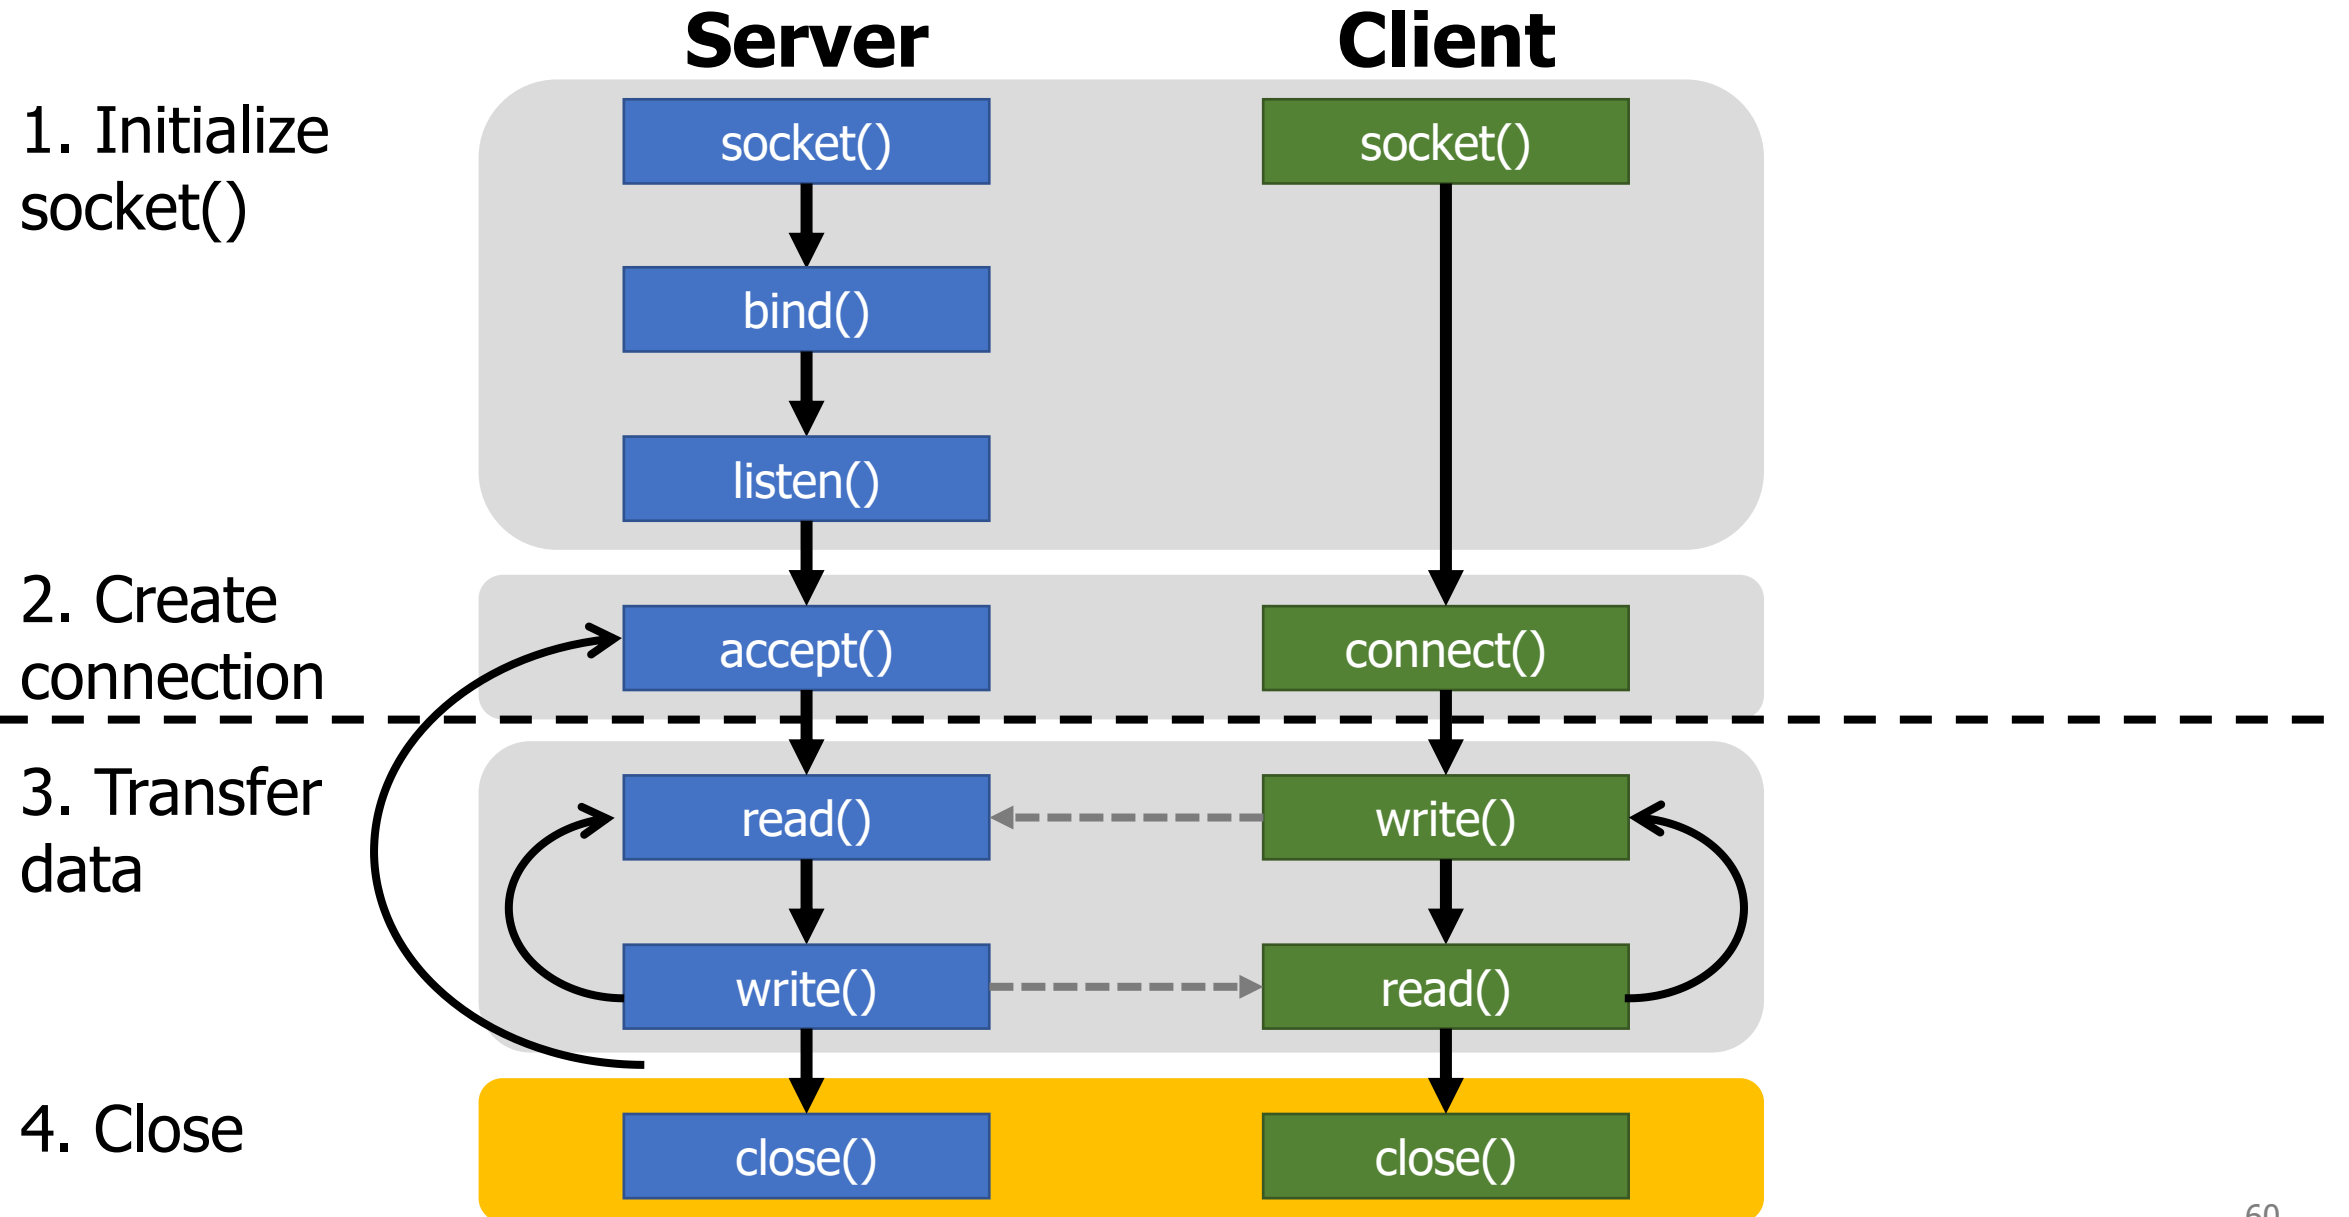 Server
Client
1. Initialize
socket()
socket()
socket()
bind()
listen()
2. Create
connection
accept()
connect()
3. Transfer
data
read()
write()
write()
read()
4. Close
close()
close()
60